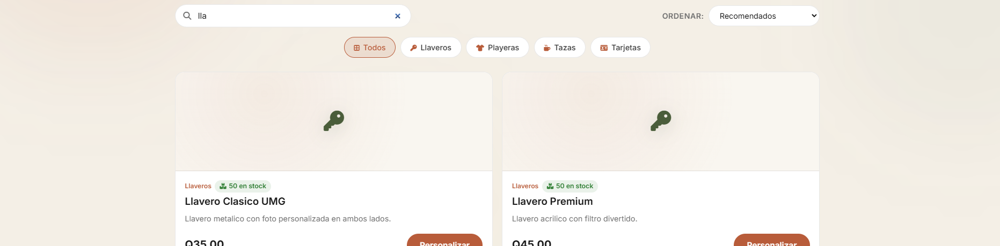 lla
ORDENAR: Recomendados
Todos Llaveros Playeras Tazas Tarjetas
Llaveros 50 en stock
Llavero Clasico UMG
Llavero metalico con foto personalizada en ambos lados.
Q35.00 Personalizar
Llaveros 50 en stock
Llavero Premium
Llavero acrilico con filtro divertido.
Q45.00 Personalizar